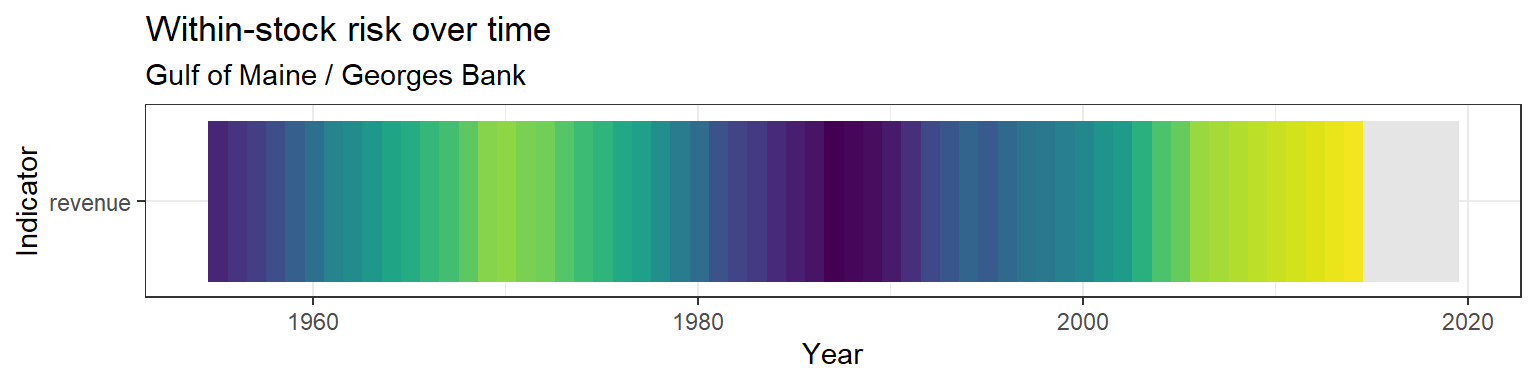 Within-stock risk over time
Gulf of Maine / Georges Bank
Indicator
revenue
1960 1980 2000 2020
Year